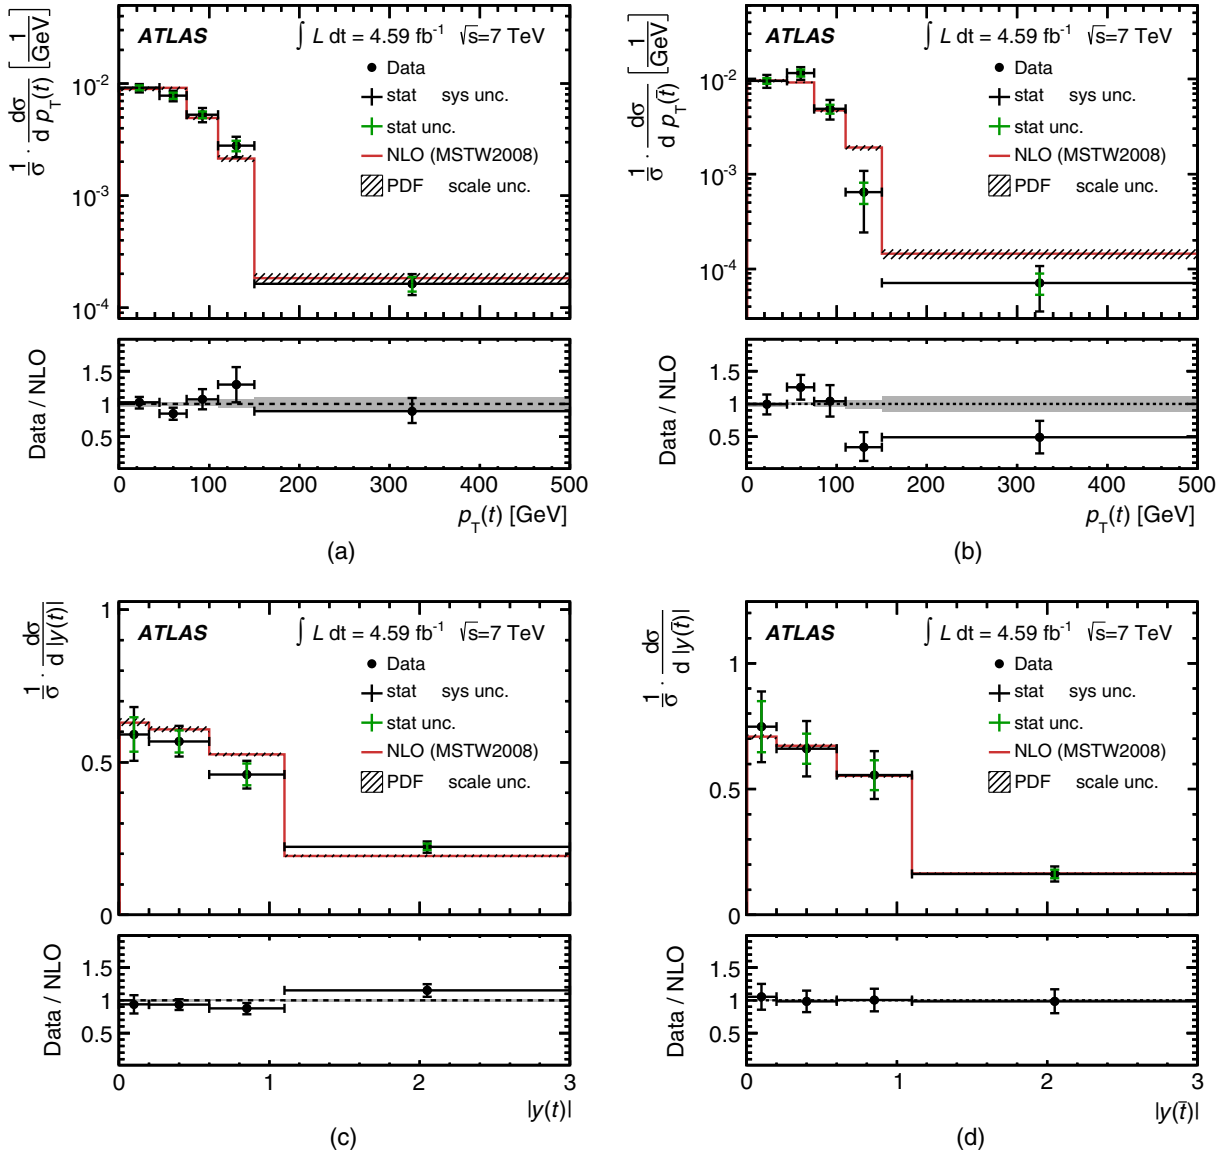 1/σ · dσ/d p_T(t) [1/GeV]
ATLAS ∫ L dt = 4.59 fb⁻¹ √s=7 TeV
Data
stat sys unc.
stat unc.
NLO (MSTW2008)
PDF scale unc.
10⁻²
10⁻³
10⁻⁴
Data / NLO
1.5
1
0.5
0 100 200 300 400 500
p_T(t) [GeV]
(a)
1/σ · dσ/d p_T(t̄) [1/GeV]
ATLAS ∫ L dt = 4.59 fb⁻¹ √s=7 TeV
Data
stat sys unc.
stat unc.
NLO (MSTW2008)
PDF scale unc.
10⁻²
10⁻³
10⁻⁴
Data / NLO
1.5
1
0.5
0 100 200 300 400 500
p_T(t) [GeV]
(b)
1/σ · dσ/d |y(t)|
ATLAS ∫ L dt = 4.59 fb⁻¹ √s=7 TeV
Data
stat sys unc.
stat unc.
NLO (MSTW2008)
PDF scale unc.
1
0.5
0
Data / NLO
1.5
1
0.5
0 1 2 3
|y(t)|
(c)
1/σ · dσ/d |y(t̄)|
ATLAS ∫ L dt = 4.59 fb⁻¹ √s=7 TeV
Data
stat sys unc.
stat unc.
NLO (MSTW2008)
PDF scale unc.
1
0.5
0
Data / NLO
1.5
1
0.5
0 1 2 3
|y(t̄)|
(d)